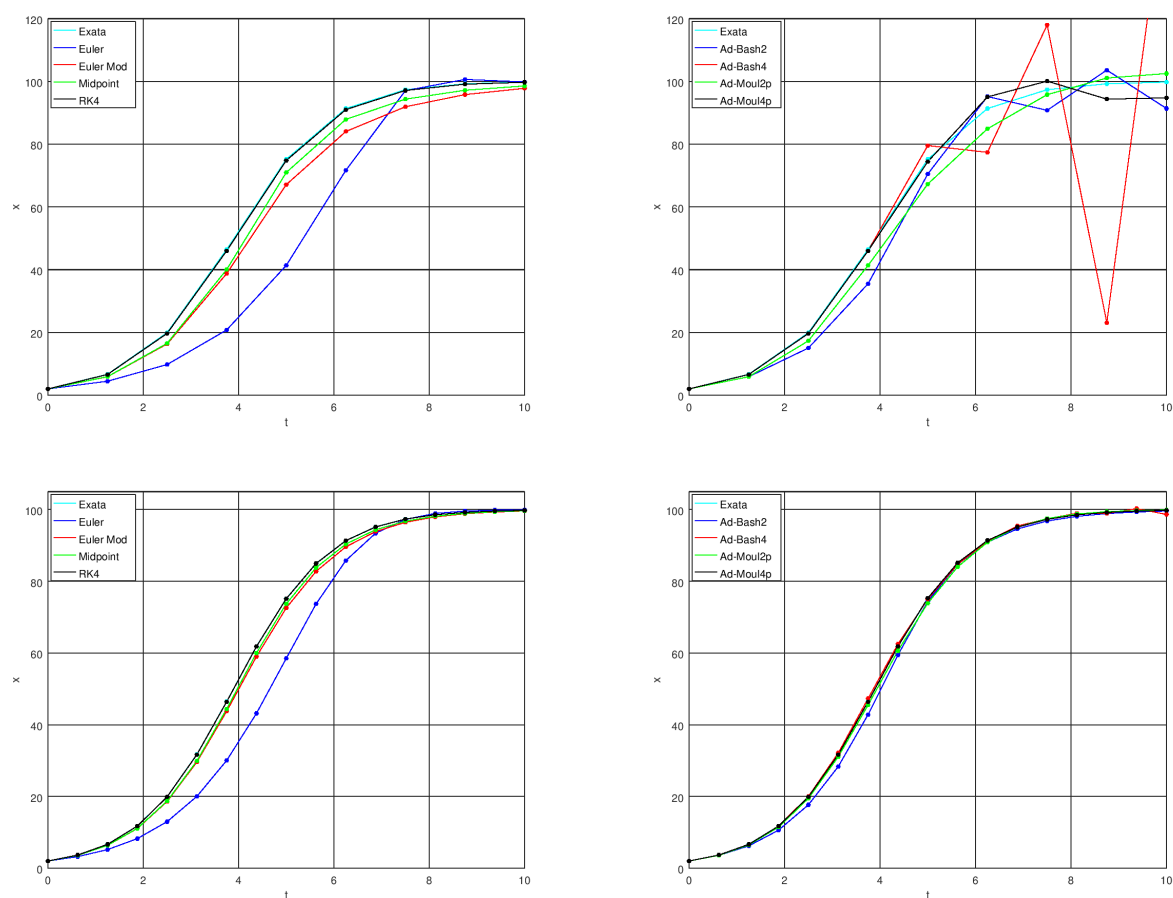 120
100
80
60
40
20
0
x
Exata
Euler
Euler Mod
Midpoint
RK4
0 2 4 6 8 10
t
120
100
80
60
40
20
0
x
Exata
Ad-Bash2
Ad-Bash4
Ad-Moul2p
Ad-Moul4p
0 2 4 6 8 10
t
100
80
60
40
20
0
x
Exata
Euler
Euler Mod
Midpoint
RK4
0 2 4 6 8 10
t
100
80
60
40
20
0
x
Exata
Ad-Bash2
Ad-Bash4
Ad-Moul2p
Ad-Moul4p
0 2 4 6 8 10
t